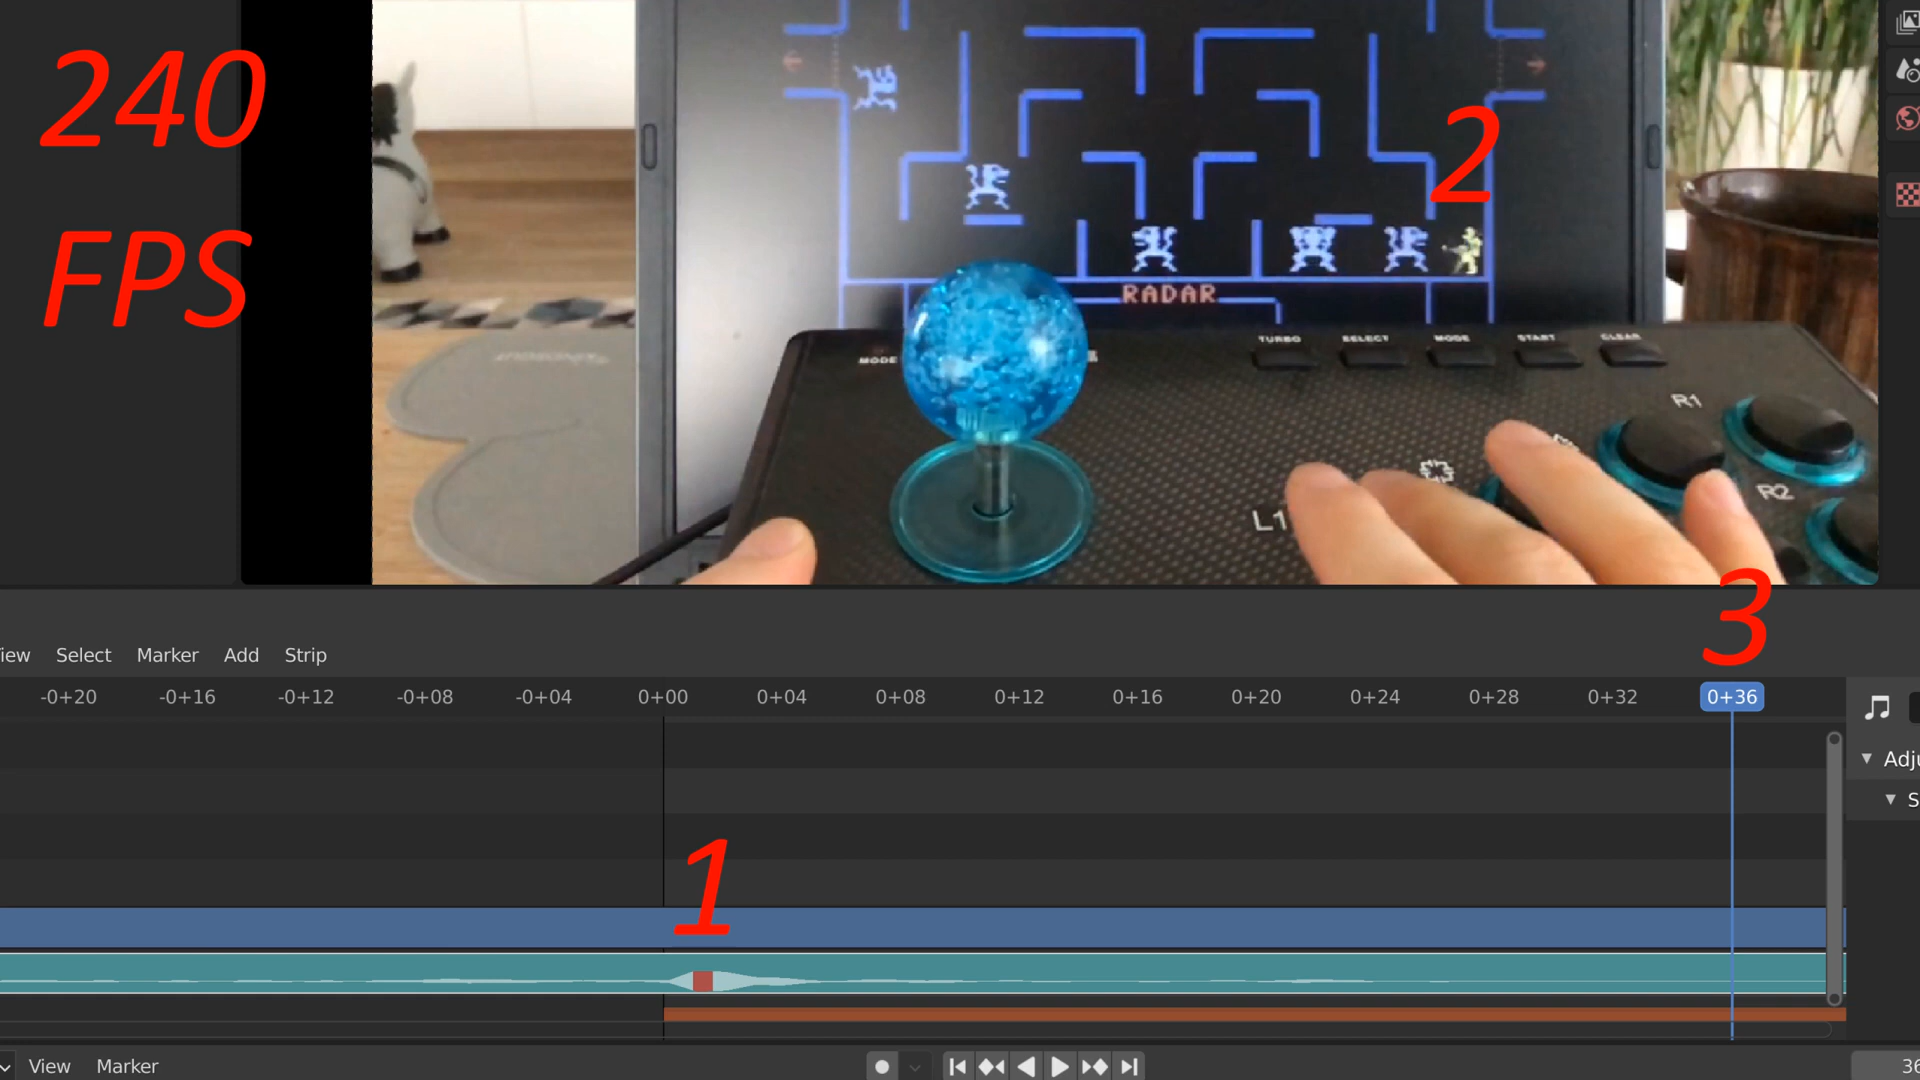 240
FPS
2
RADAR
MODE
TURBO
SELECT
MODE
START
CLEAR
R1
R2
L1
3
iew
Select
Marker
Add
Strip
-0+20
-0+16
-0+12
-0+08
-0+04
0+00
0+04
0+08
0+12
0+16
0+20
0+24
0+28
0+32
0+36
Adju
S
1
View
Marker
36